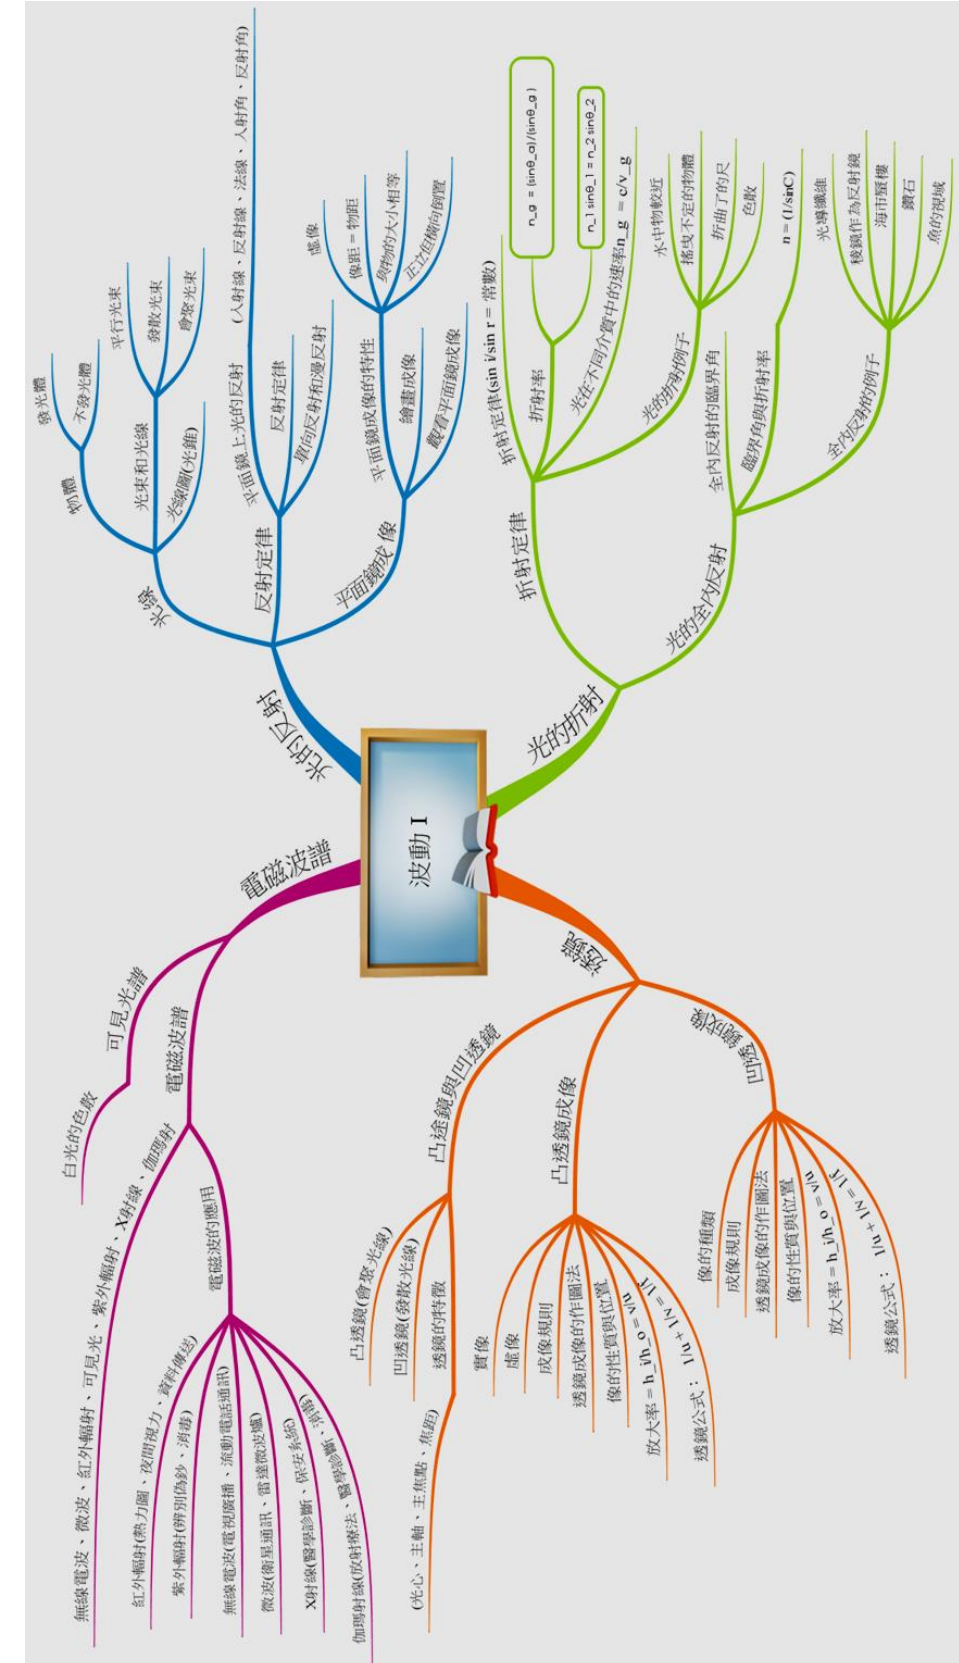 波動 I
光的反射
光線
物體
發光體
不發光體
光束和光線
平行光束
發散光束
會聚光束
光線圖(光錐)
反射定律
平面鏡上光的反射
(入射線、反射線、法線、入射角、反射角)
反射定律
單向反射和漫反射
平面鏡成 像
平面鏡成像的特性
虛像
像距 = 物距
與物的大小相等
正立但橫向倒置
繪畫成像
觀看平面鏡成像
光的折射
折射定律
折射定律(sin i/sin r = 常數)
折射率
n_g = (sinθ_a)/(sinθ_g )
n_1 sinθ_1 = n_2 sinθ_2
光在不同介質中的速率n_g = c/v_g
光的折射例子
水中物較近
搖曳不定的物體
折曲了的尺
色散
光的全內反射
全內反射的臨界角
臨界角與折射率
n = (1/sinC)
全內反射的例子
光導纖維
稜鏡作為反射鏡
海市蜃樓
鑽石
魚的視域
透鏡
凸途鏡與凹透鏡
凸透鏡(會聚光線)
凹透鏡(發散光線)
透鏡的特徵
(光心、主軸、主焦點、焦距)
凸透鏡成像
實像
虛像
成像規則
透鏡成像的作圖法
像的性質與位置
放大率 = h_i/h_o = v/u
透鏡公式： 1/u + 1/v = 1/f
凹透鏡成像
像的種類
成像規則
透鏡成像的作圖法
像的性質與位置
放大率 = h_i/h_o = v/u
透鏡公式： 1/u + 1/v = 1/f
電磁波譜
可見光譜
白光的色散
電磁波譜
無線電波、微波、紅外輻射、可見光、紫外輻射、X射線、伽瑪射
電磁波的應用
紅外輻射(熱力圖、夜間視力、資料傳送)
紫外輻射(辨別偽鈔、消毒)
無線電波(電視廣播、流動電話通訊)
微波(衛星通訊、雷達微波爐)
X射線(醫學診斷、保安系統)
伽瑪射線(放射療法、醫學診斷、消毒)